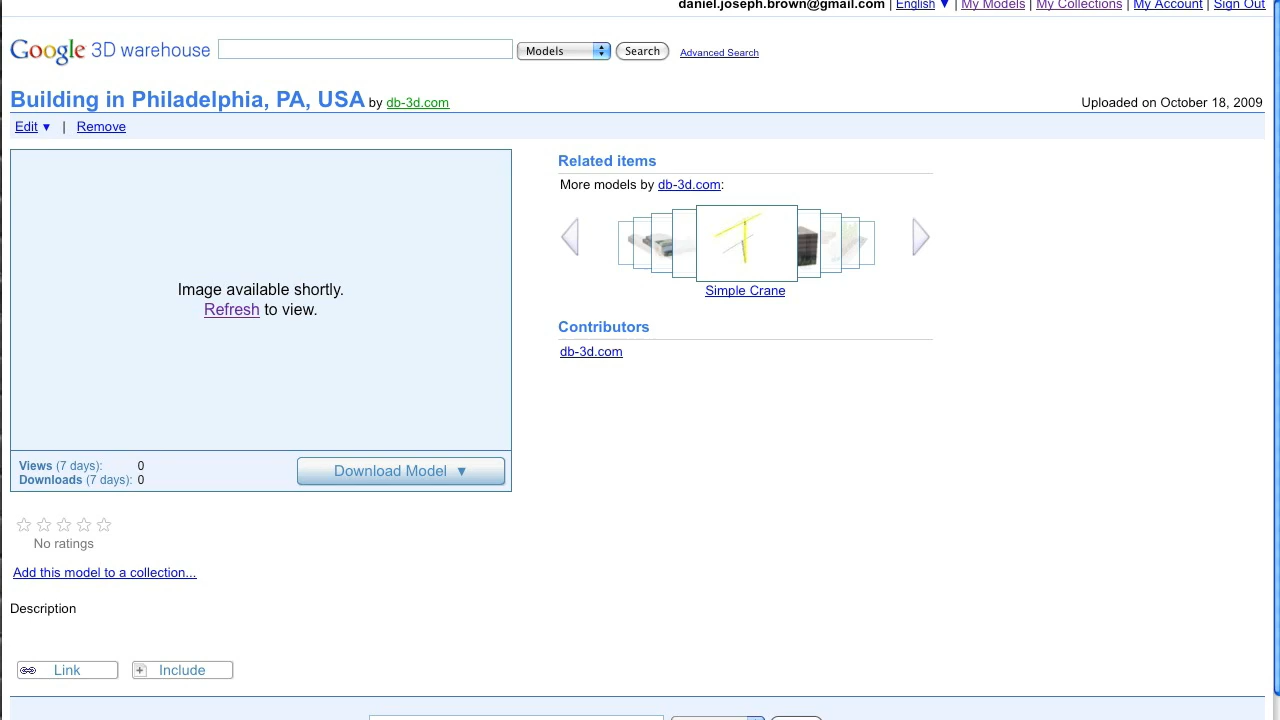 daniel.joseph.brown@gmail.com | English ▼ | My Models | My Collections | My Account | Sign Out
Google 3D warehouse Models Search Advanced Search
Building in Philadelphia, PA, USA by db-3d.com Uploaded on October 18, 2009
Edit ▼ | Remove
Image available shortly.
Refresh to view.
Views (7 days): 0
Downloads (7 days): 0
Download Model ▼
No ratings
Add this model to a collection...
Description
Link Include
Related items
More models by db-3d.com:
Simple Crane
Contributors
db-3d.com